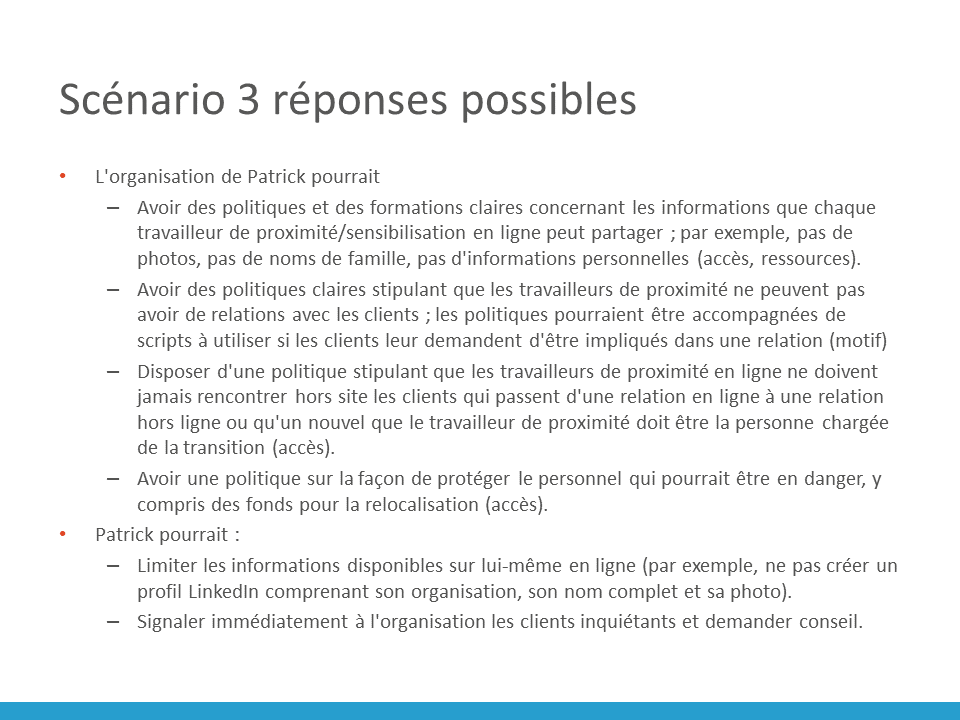 Scénario 3 réponses possibles
• L'organisation de Patrick pourrait
– Avoir des politiques et des formations claires concernant les informations que chaque
travailleur de proximité/sensibilisation en ligne peut partager ; par exemple, pas de
photos, pas de noms de famille, pas d'informations personnelles (accès, ressources).
– Avoir des politiques claires stipulant que les travailleurs de proximité ne peuvent pas
avoir de relations avec les clients ; les politiques pourraient être accompagnées de
scripts à utiliser si les clients leur demandent d'être impliqués dans une relation (motif)
– Disposer d'une politique stipulant que les travailleurs de proximité en ligne ne doivent
jamais rencontrer hors site les clients qui passent d'une relation en ligne à une relation
hors ligne ou qu'un nouvel que le travailleur de proximité doit être la personne chargée
de la transition (accès).
– Avoir une politique sur la façon de protéger le personnel qui pourrait être en danger, y
compris des fonds pour la relocalisation (accès).
• Patrick pourrait :
– Limiter les informations disponibles sur lui-même en ligne (par exemple, ne pas créer un
profil LinkedIn comprenant son organisation, son nom complet et sa photo).
– Signaler immédiatement à l'organisation les clients inquiétants et demander conseil.